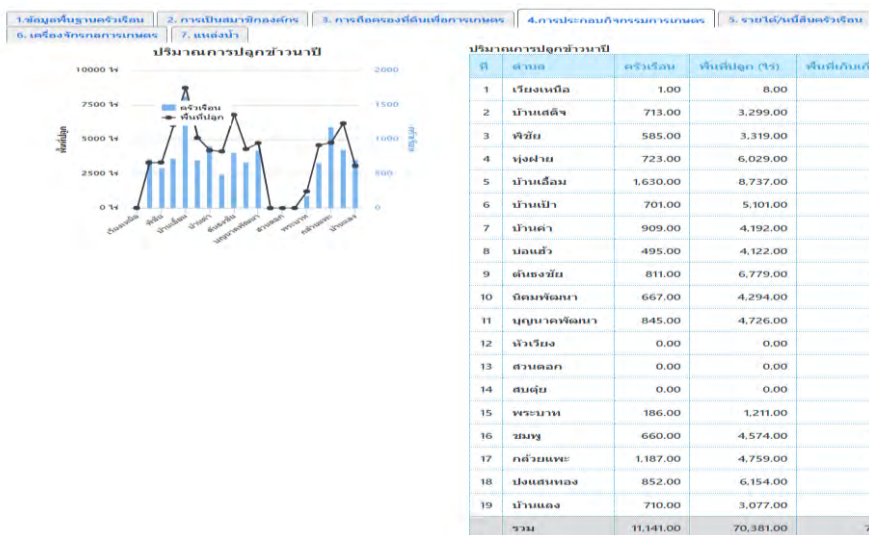 1.ข้อมูลพื้นฐานครัวเรือน 2. การเป็นสมาชิกองค์กร 3. การถือครองที่ดินเพื่อการเกษตร 4.การประกอบกิจกรรมการเกษตร 5. รายได้/หนี้สินครัวเรือน
6. เครื่องจักรกลการเกษตร 7. แหล่งน้ำ
ปริมาณการปลูกข้าวนาปี
10000 ไร่ 2000
7500 ไร่ 1500
5000 ไร่ 1000
2500 ไร่ 500
0 ไร่ 0
ครัวเรือน
พื้นที่ปลูก
พื้นที่ปลูก
ครัวเรือน
เวียงเหนือ พิชัย บ้านเอื้อม บ้านค่า ต้นธงชัย บุญนาคพัฒนา สวนดอก พระบาท กล้วยแพะ บ้านแลง
ปริมาณการปลูกข้าวนาปี
ที่ ตำบล ครัวเรือน พื้นที่ปลูก (ไร่) พื้นที่เก็บเกี่
1 เวียงเหนือ 1.00 8.00
2 บ้านเสด็จ 713.00 3,299.00
3 พิชัย 585.00 3,319.00
4 ทุ่งฝาย 723.00 6,029.00
5 บ้านเอื้อม 1,630.00 8,737.00
6 บ้านเป้า 701.00 5,101.00
7 บ้านค่า 909.00 4,192.00
8 บ่อแฮ้ว 495.00 4,122.00
9 ต้นธงชัย 811.00 6,779.00
10 นิคมพัฒนา 667.00 4,294.00
11 บุญนาคพัฒนา 845.00 4,726.00
12 หัวเวียง 0.00 0.00
13 สวนดอก 0.00 0.00
14 สบตุ๋ย 0.00 0.00
15 พระบาท 186.00 1,211.00
16 ชมพู 660.00 4,574.00
17 กล้วยแพะ 1,187.00 4,759.00
18 ปงแสนทอง 852.00 6,154.00
19 บ้านแลง 710.00 3,077.00
รวม 11,141.00 70,381.00 7